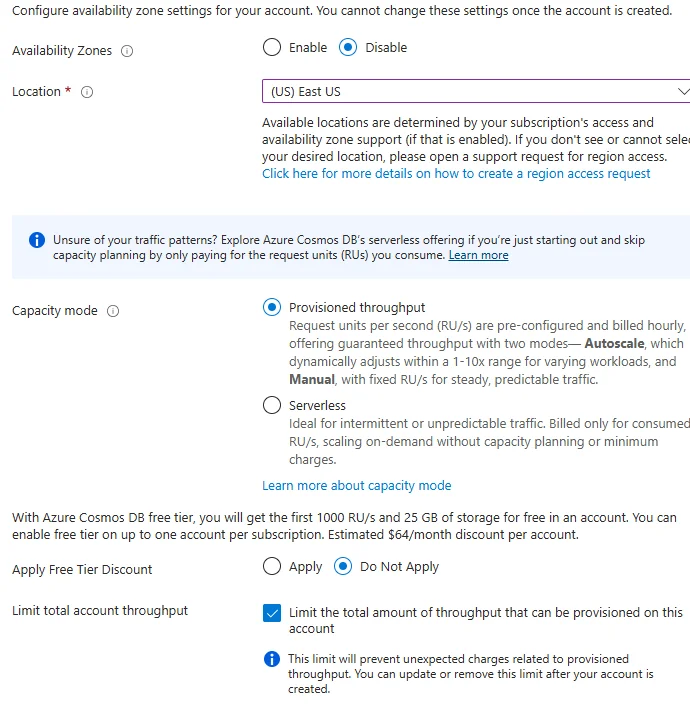 Configure availability zone settings for your account. You cannot change these settings once the account is created.
Availability Zones
Enable
Disable
Location *
(US) East US
Available locations are determined by your subscription's access and
availability zone support (if that is enabled). If you don't see or cannot sele
your desired location, please open a support request for region access.
Click here for more details on how to create a region access request
Unsure of your traffic patterns? Explore Azure Cosmos DB's serverless offering if you're just starting out and skip
capacity planning by only paying for the request units (RUs) you consume. Learn more
Capacity mode
Provisioned throughput
Request units per second (RU/s) are pre-configured and billed hourly,
offering guaranteed throughput with two modes— Autoscale, which
dynamically adjusts within a 1-10x range for varying workloads, and
Manual, with fixed RU/s for steady, predictable traffic.
Serverless
Ideal for intermittent or unpredictable traffic. Billed only for consumed
RU/s, scaling on-demand without capacity planning or minimum
charges.
Learn more about capacity mode
With Azure Cosmos DB free tier, you will get the first 1000 RU/s and 25 GB of storage for free in an account. You can
enable free tier on up to one account per subscription. Estimated $64/month discount per account.
Apply Free Tier Discount
Apply
Do Not Apply
Limit total account throughput
Limit the total amount of throughput that can be provisioned on this
account
This limit will prevent unexpected charges related to provisioned
throughput. You can update or remove this limit after your account is
created.